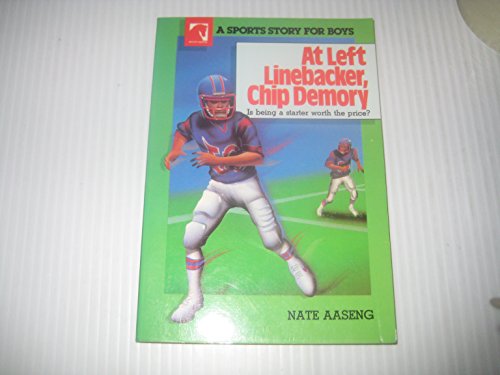 A SPORTS STORY FOR BOYS
At Left
Linebacker,
Chip Demory
Is being a starter worth the price?
NATE AASENG